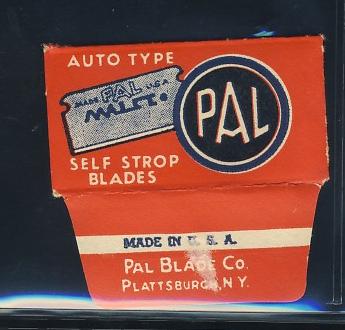 AUTO TYPE
MADE PAL U.S.A.
PAL
SELF STROP
BLADES
MADE IN U. S. A.
PAL BLADE CO.
PLATTSBURGH, N.Y.